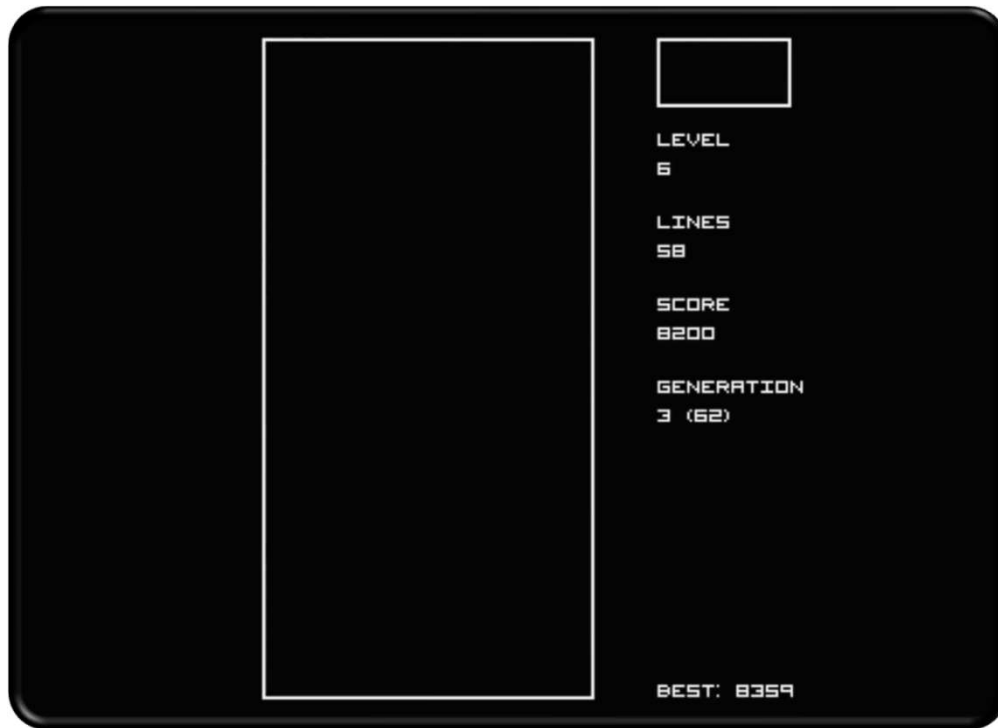 LEVEL
6
LINES
58
SCORE
8200
GENERATION
3 (62)
BEST: 8359